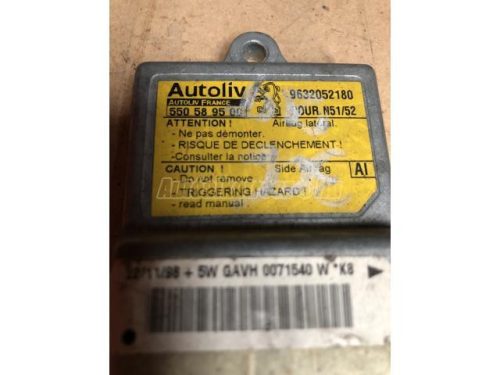 Autoliv 9632052180
AUTOLIV FRANCE
550 58 95 00 POUR N51/52
ATTENTION ! Airbag lateral.
- Ne pas démonter.
- RISQUE DE DECLENCHEMENT !
-Consulter la notice.
CAUTION ! Side Airbag AI
- Do not remove
- TRIGGERING HAZARD !
- read manual.
22/11/98 + 5W GAVH 0071540 W *K8